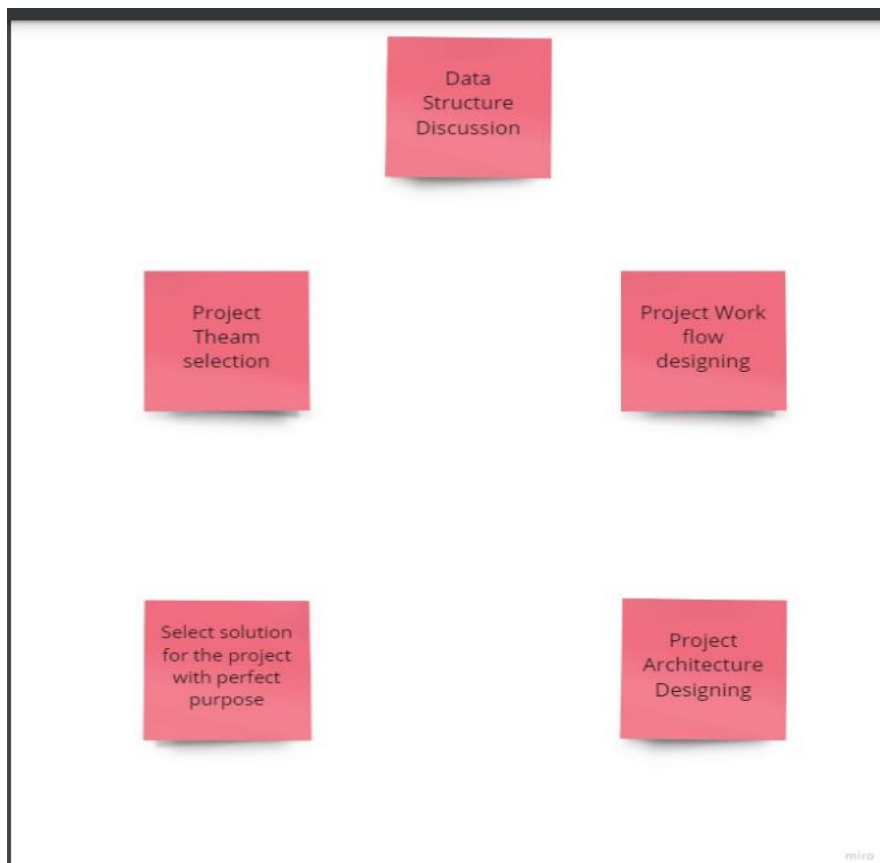 Data
Structure
Discussion
Project
Theam
selection
Project Work
flow
designing
Select solution
for the project
with perfect
purpose
Project
Architecture
Designing
miro